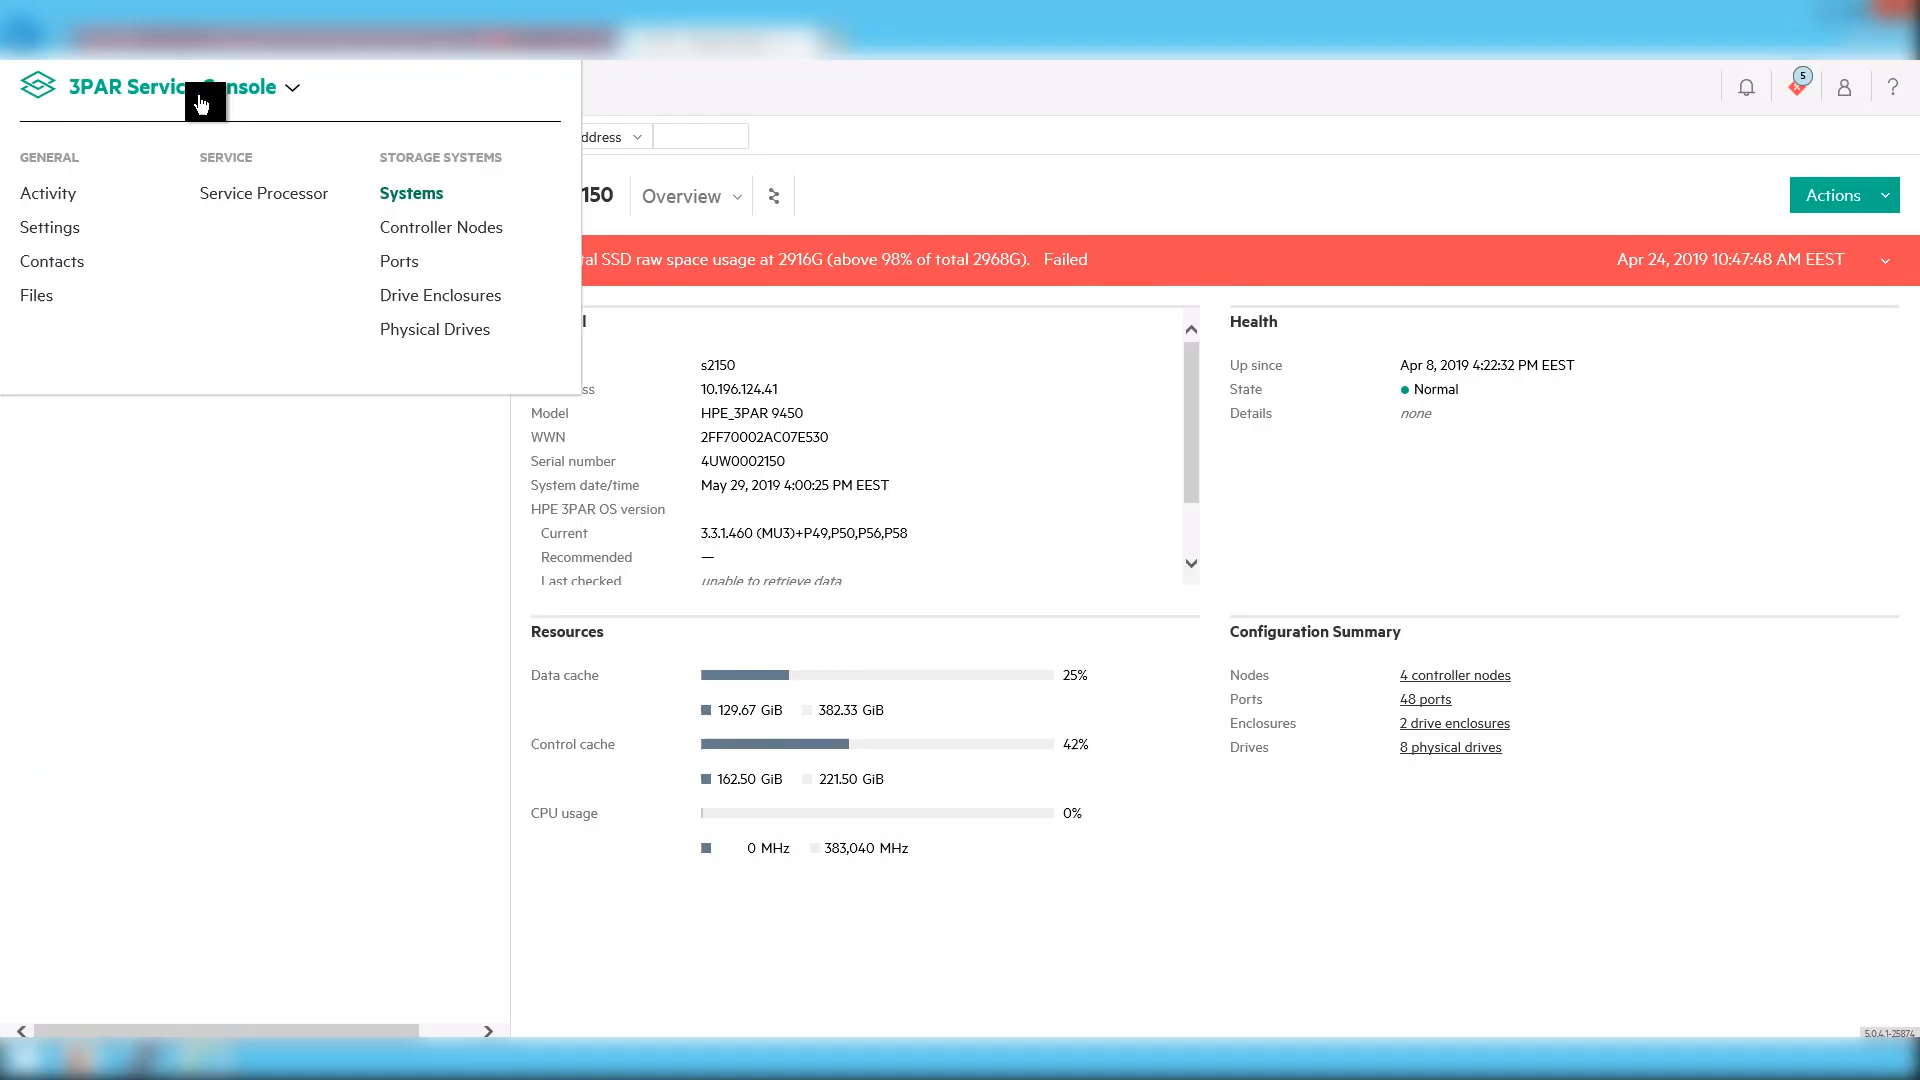 3PAR Servic nsole
5
?
GENERAL
SERVICE
STORAGE SYSTEMS
Activity
Service Processor
Systems
Settings
Controller Nodes
Contacts
Ports
Files
Drive Enclosures
Physical Drives
ddress
150
Overview
Actions
al SSD raw space usage at 2916G (above 98% of total 2968G). Failed
Apr 24, 2019 10:47:48 AM EEST
l
s2150
ss 10.196.124.41
Model HPE_3PAR 9450
WWN 2FF70002AC07E530
Serial number 4UW0002150
System date/time May 29, 2019 4:00:25 PM EEST
HPE 3PAR OS version
Current 3.3.1.460 (MU3)+P49,P50,P56,P58
Recommended —
Last checked unable to retrieve data
Health
Up since Apr 8, 2019 4:22:32 PM EEST
State Normal
Details none
Resources
Data cache 25%
129.67 GiB 382.33 GiB
Control cache 42%
162.50 GiB 221.50 GiB
CPU usage 0%
0 MHz 383,040 MHz
Configuration Summary
Nodes 4 controller nodes
Ports 48 ports
Enclosures 2 drive enclosures
Drives 8 physical drives
5.0.4.1-25874